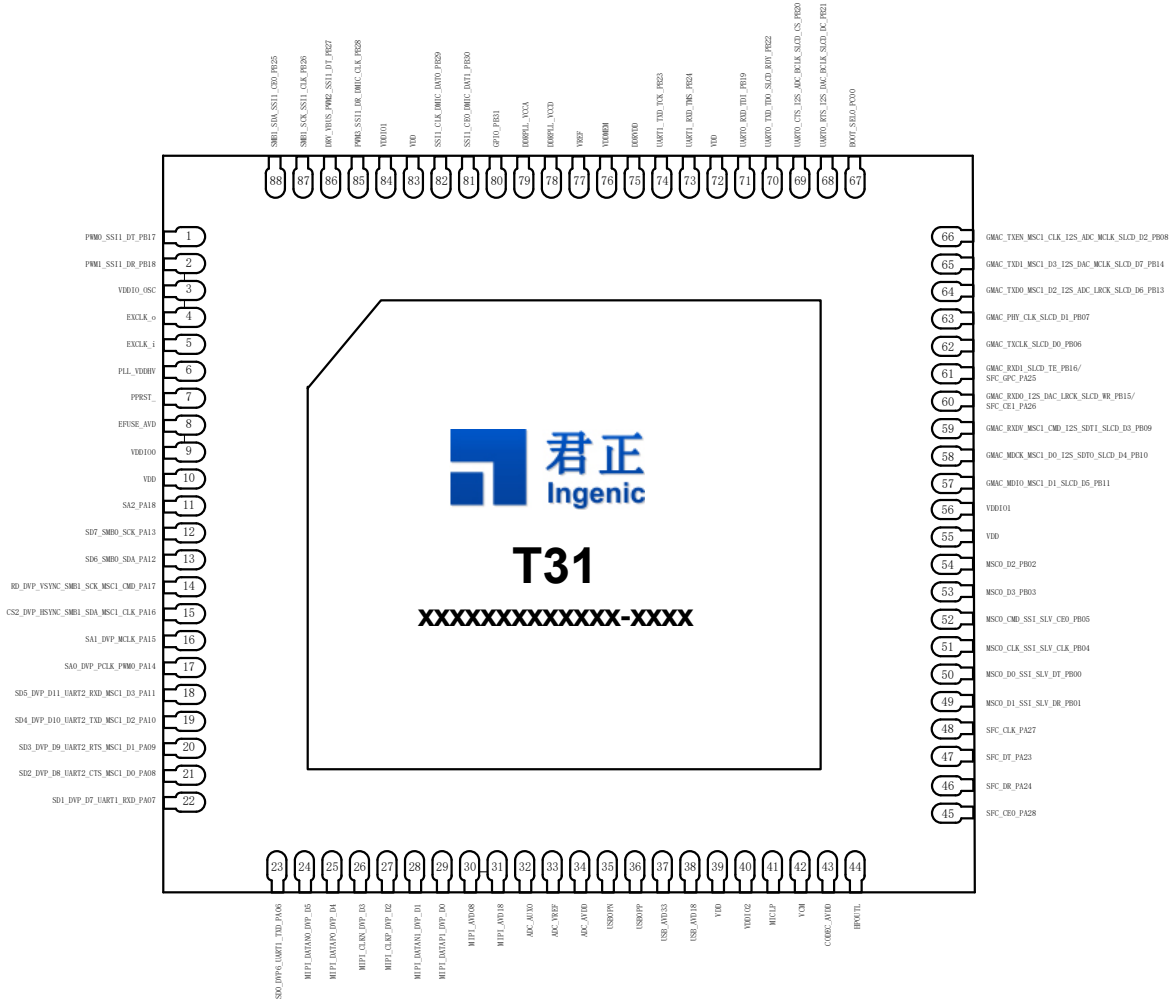 SMB1_SDA_SSI1_CE0_PB25
SMB1_SCK_SSI1_CLK_PB26
DRV_VBUS_PWM2_SSI1_DT_PB27
PWM3_SSI1_DR_DMIC_CLK_PB28
VDDIO1
VDD
SSI1_CLK_DMIC_DAT0_PB29
SSI1_CE0_DMIC_DAT1_PB30
GPIO_PB31
DDRPLL_VCCA
DDRPLL_VCCD
VREF
VDDMEM
DDRVDD
UART1_TXD_TCK_PB23
UART1_RXD_TMS_PB24
VDD
UART0_RXD_TDI_PB19
UART0_TXD_TDO_SLCD_RDY_PB22
UART0_CTS_I2S_ADC_BCLK_SLCD_CS_PB20
UART0_RTS_I2S_DAC_BCLK_SLCD_DC_PB21
BOOT_SEL0_PC00
88 87 86 85 84 83 82 81 80 79 78 77 76 75 74 73 72 71 70 69 68 67
PWM0_SSI1_DT_PB17 1
PWM1_SSI1_DR_PB18 2
VDDIO_OSC 3
EXCLK_o 4
EXCLK_i 5
PLL_VDDHV 6
PPRST_ 7
EFUSE_AVD 8
VDDIO0 9
VDD 10
SA2_PA18 11
SD7_SMB0_SCK_PA13 12
SD6_SMB0_SDA_PA12 13
RD_DVP_VSYNC_SMB1_SCK_MSC1_CMD_PA17 14
CS2_DVP_HSYNC_SMB1_SDA_MSC1_CLK_PA16 15
SA1_DVP_MCLK_PA15 16
SA0_DVP_PCLK_PWM0_PA14 17
SD5_DVP_D11_UART2_RXD_MSC1_D3_PA11 18
SD4_DVP_D10_UART2_TXD_MSC1_D2_PA10 19
SD3_DVP_D9_UART2_RTS_MSC1_D1_PA09 20
SD2_DVP_D8_UART2_CTS_MSC1_D0_PA08 21
SD1_DVP_D7_UART1_RXD_PA07 22
君正
Ingenic
T31
xxxxxxxxxxxxx-xxxx
66 GMAC_TXEN_MSC1_CLK_I2S_ADC_MCLK_SLCD_D2_PB08
65 GMAC_TXD1_MSC1_D3_I2S_DAC_MCLK_SLCD_D7_PB14
64 GMAC_TXD0_MSC1_D2_I2S_ADC_LRCK_SLCD_D6_PB13
63 GMAC_PHY_CLK_SLCD_D1_PB07
62 GMAC_TXCLK_SLCD_D0_PB06
61 GMAC_RXD1_SLCD_TE_PB16/
SFC_GPC_PA25
60 GMAC_RXD0_I2S_DAC_LRCK_SLCD_WR_PB15/
SFC_CE1_PA26
59 GMAC_RXDV_MSC1_CMD_I2S_SDTI_SLCD_D3_PB09
58 GMAC_MDCK_MSC1_D0_I2S_SDTO_SLCD_D4_PB10
57 GMAC_MDIO_MSC1_D1_SLCD_D5_PB11
56 VDDIO1
55 VDD
54 MSC0_D2_PB02
53 MSC0_D3_PB03
52 MSC0_CMD_SSI_SLV_CE0_PB05
51 MSC0_CLK_SSI_SLV_CLK_PB04
50 MSC0_D0_SSI_SLV_DT_PB00
49 MSC0_D1_SSI_SLV_DR_PB01
48 SFC_CLK_PA27
47 SFC_DT_PA23
46 SFC_DR_PA24
45 SFC_CE0_PA28
23 24 25 26 27 28 29 30 31 32 33 34 35 36 37 38 39 40 41 42 43 44
SD0_DVP6_UART1_TXD_PA06
MIPI_DATAN0_DVP_D5
MIPI_DATAP0_DVP_D4
MIPI_CLKN_DVP_D3
MIPI_CLKP_DVP_D2
MIPI_DATAN1_DVP_D1
MIPI_DATAP1_DVP_D0
MIPI_AVD08
MIPI_AVD18
ADC_AUX0
ADC_VREF
ADC_AVDD
USB0PN
USB0PP
USB_AVD33
USB_AVD18
VDD
VDDIO2
MICLP
VCM
CODEC_AVDD
HPOUTL